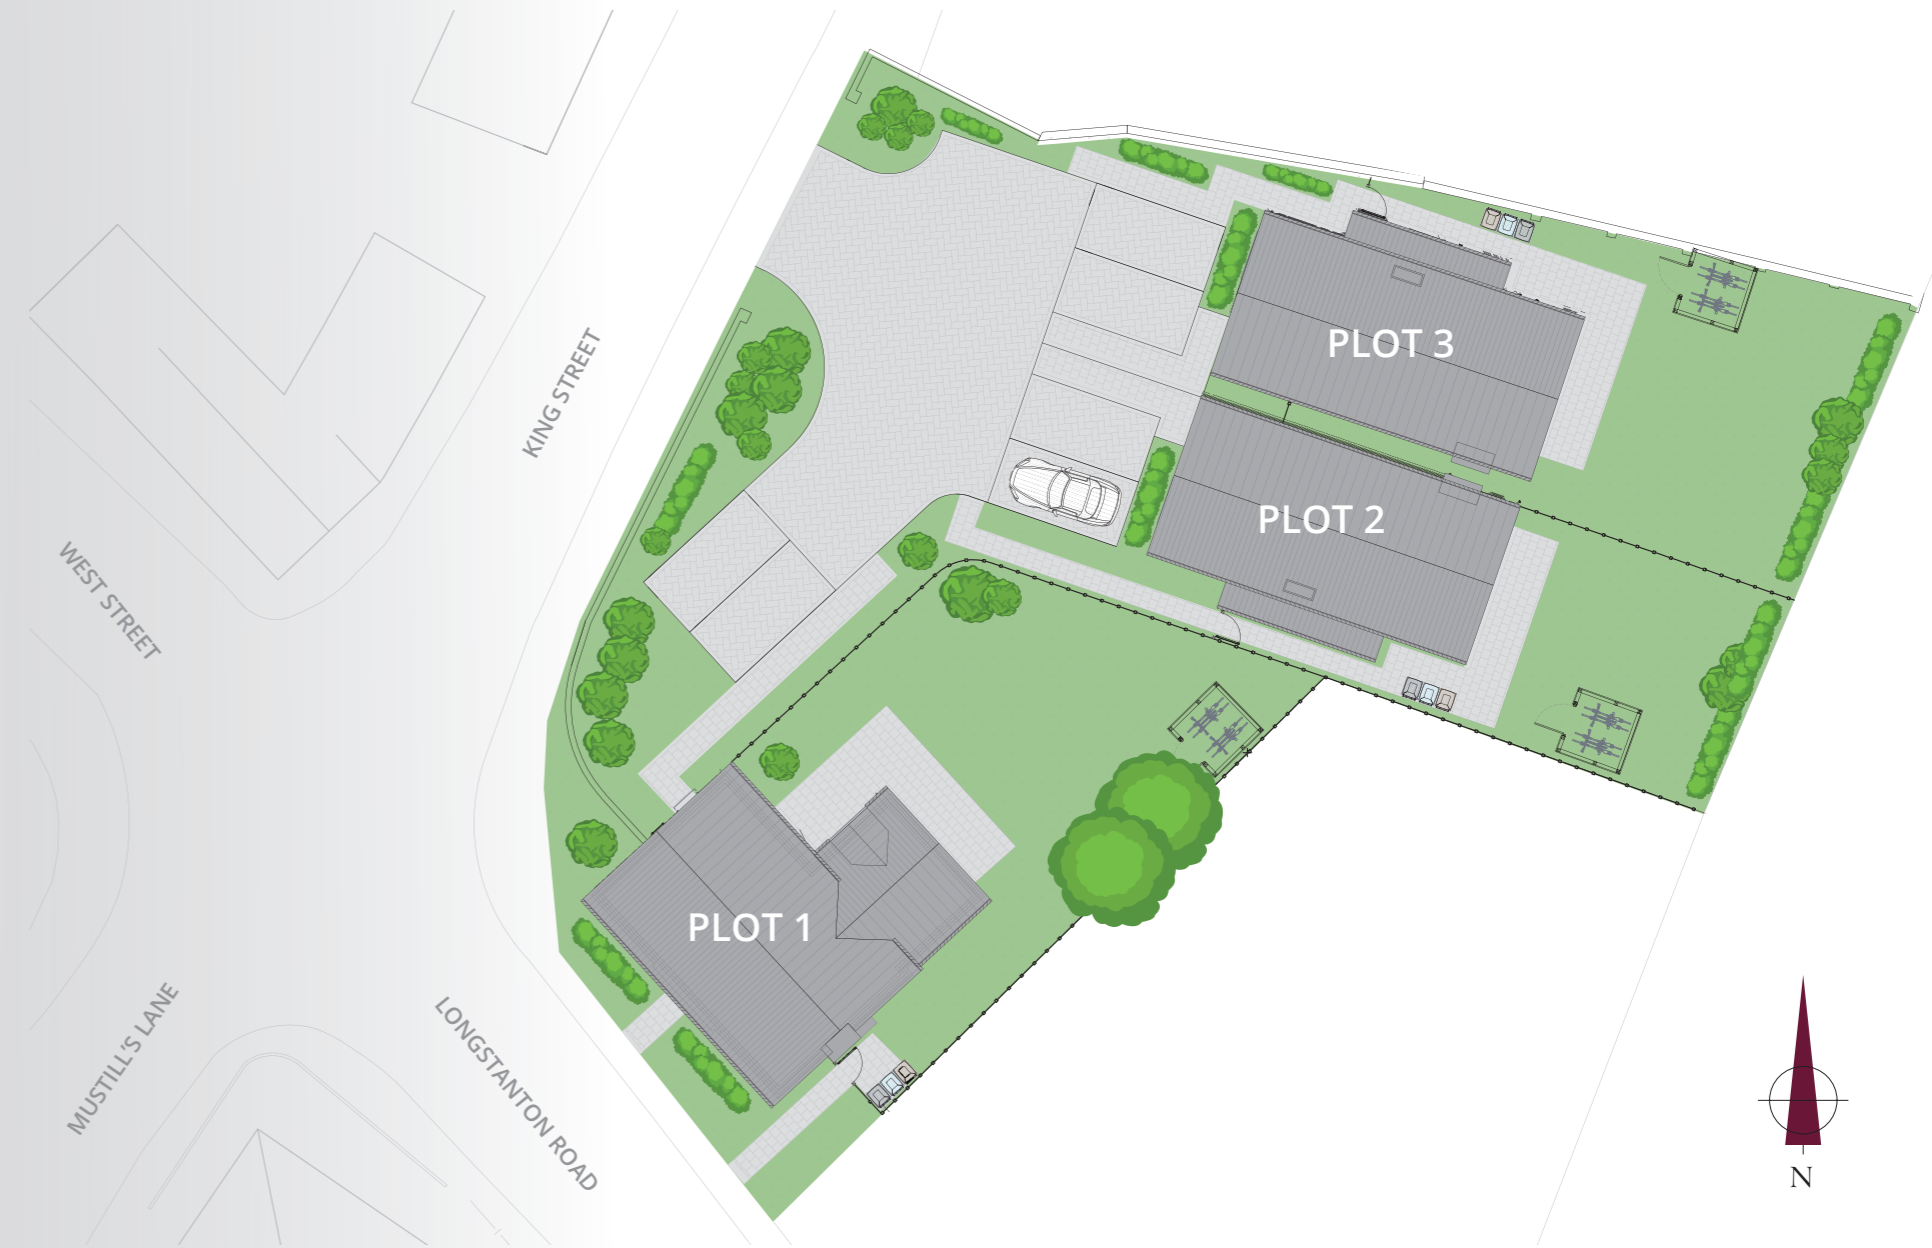 PLOT 3
KING STREET
PLOT 2
WEST STREET
PLOT 1
MUSTILL'S LANE
LONGSTANTON ROAD
N